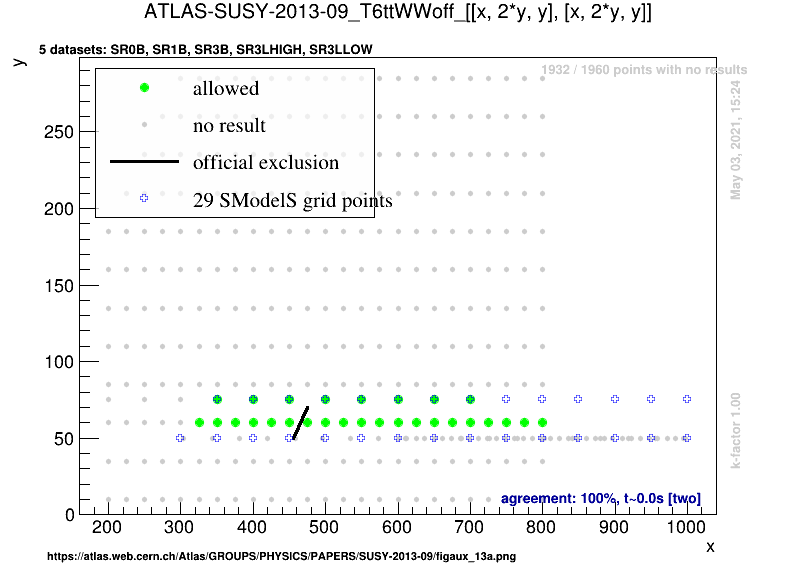 ATLAS-SUSY-2013-09_T6ttWWoff_[[x, 2*y, y], [x, 2*y, y]]
5 datasets: SR0B, SR1B, SR3B, SR3LHIGH, SR3LLOW
y
1932 / 1960 points with no results
allowed
no result
official exclusion
29 SModelS grid points
May 03, 2021, 15:24
250
200
150
100
50
0
k-factor 1.00
agreement: 100%, t~0.0s [two]
200 300 400 500 600 700 800 900 1000
x
https://atlas.web.cern.ch/Atlas/GROUPS/PHYSICS/PAPERS/SUSY-2013-09/figaux_13a.png